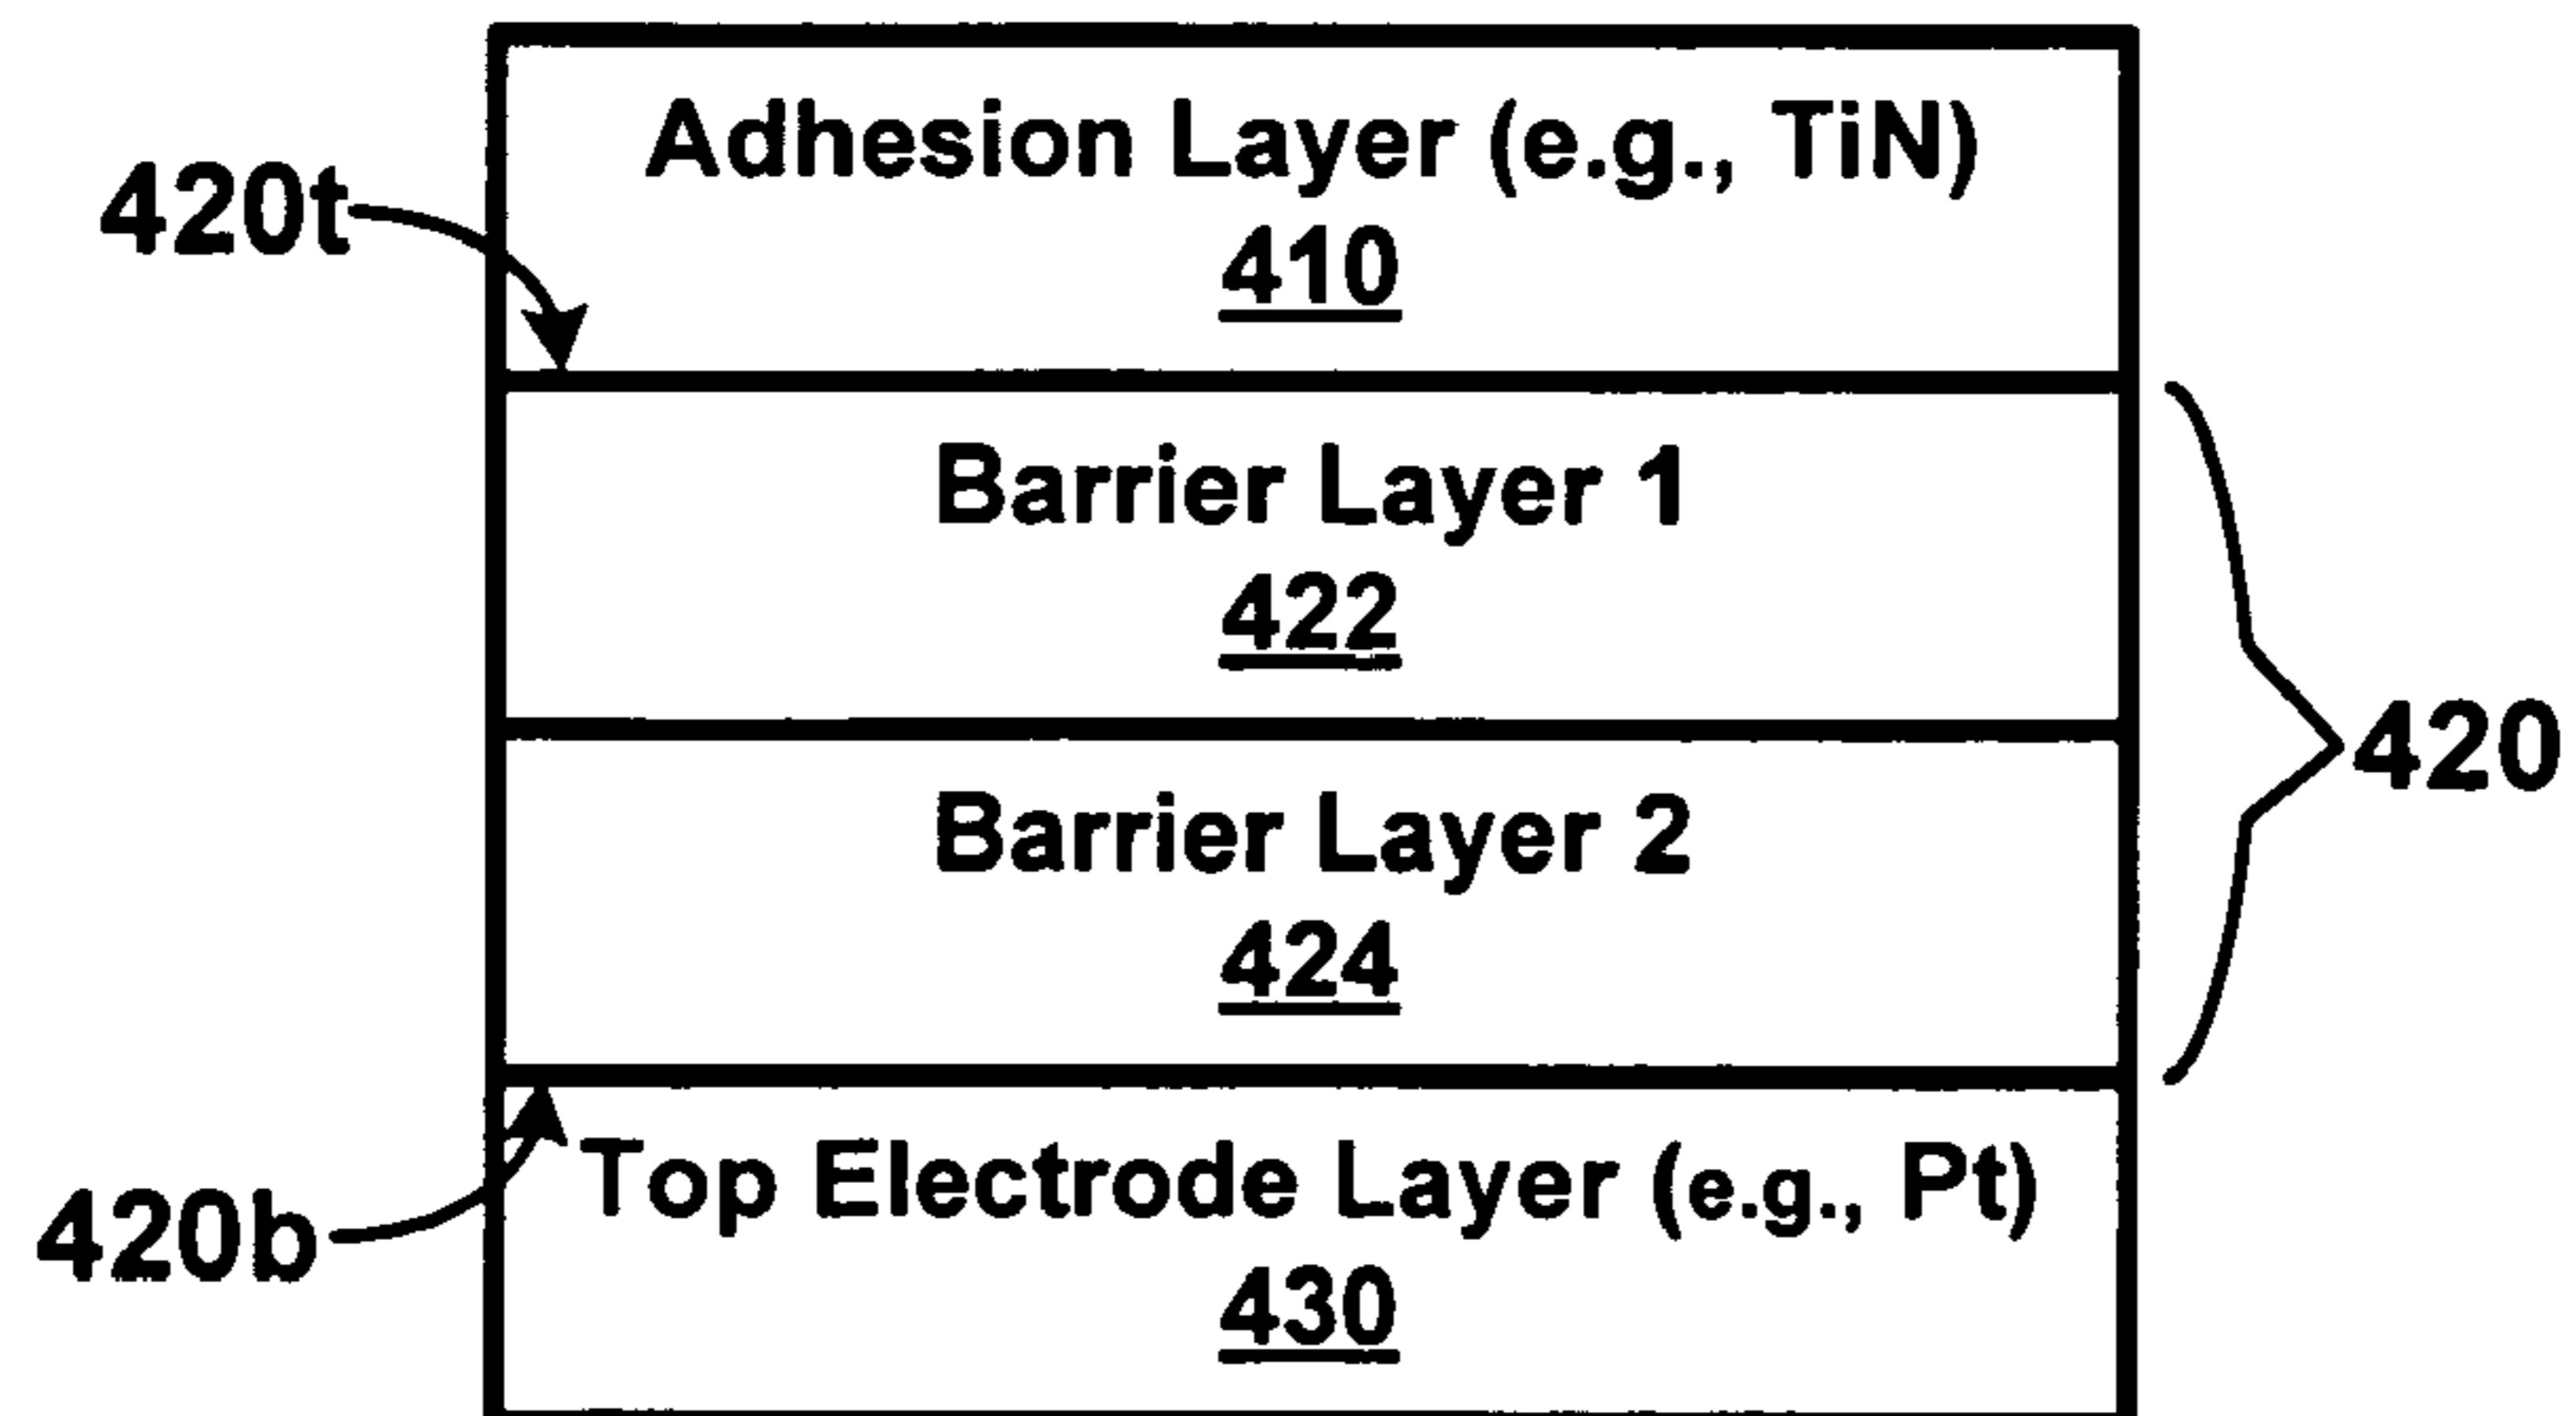 Adhesion Layer (e.g., TiN)
410
420t
Barrier Layer 1
422
420
Barrier Layer 2
424
Top Electrode Layer (e.g., Pt)
420b
430